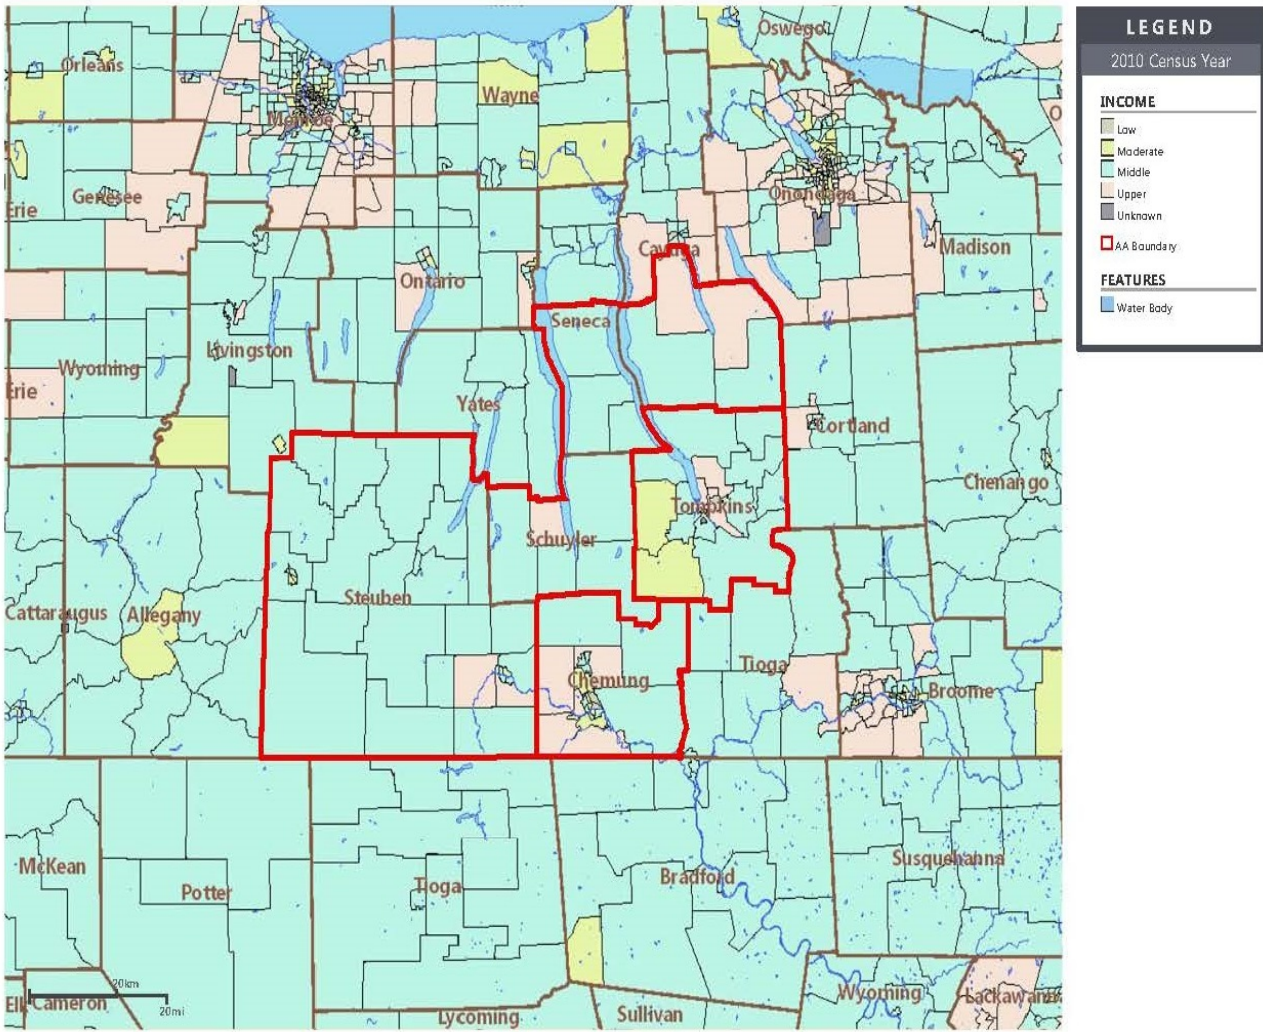 LEGEND
2010 Census Year
INCOME
Low
Moderate
Middle
Upper
Unknown
AA Boundary
FEATURES
Water Body
Oswego
Orleans
Wayne
Monroe
Genesee
Onondaga
Erie
Cayuga
Madison
Ontario
Seneca
Livingston
Wyoming
Erie
Yates
Cortland
Chenango
Tompkins
Schuyler
Steuben
Cattaraugus
Allegany
Tioga
Chemung
Broome
McKean
Potter
Tioga
Bradford
Susquehanna
20km
20mi
Elk
Cameron
Lycoming
Sullivan
Wyoming
Lackawanna